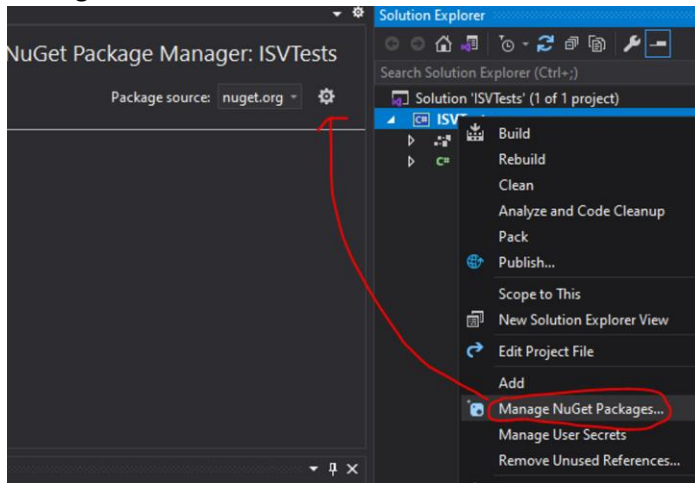 Solution Explorer
NuGet Package Manager: ISVTests
Search Solution Explorer (Ctrl+;)
Package source: nuget.org
Solution 'ISVTests' (1 of 1 project)
C#
C#
Build
Rebuild
Clean
Analyze and Code Cleanup
Pack
Publish...
Scope to This
New Solution Explorer View
Edit Project File
Add
Manage NuGet Packages...
Manage User Secrets
Remove Unused References...